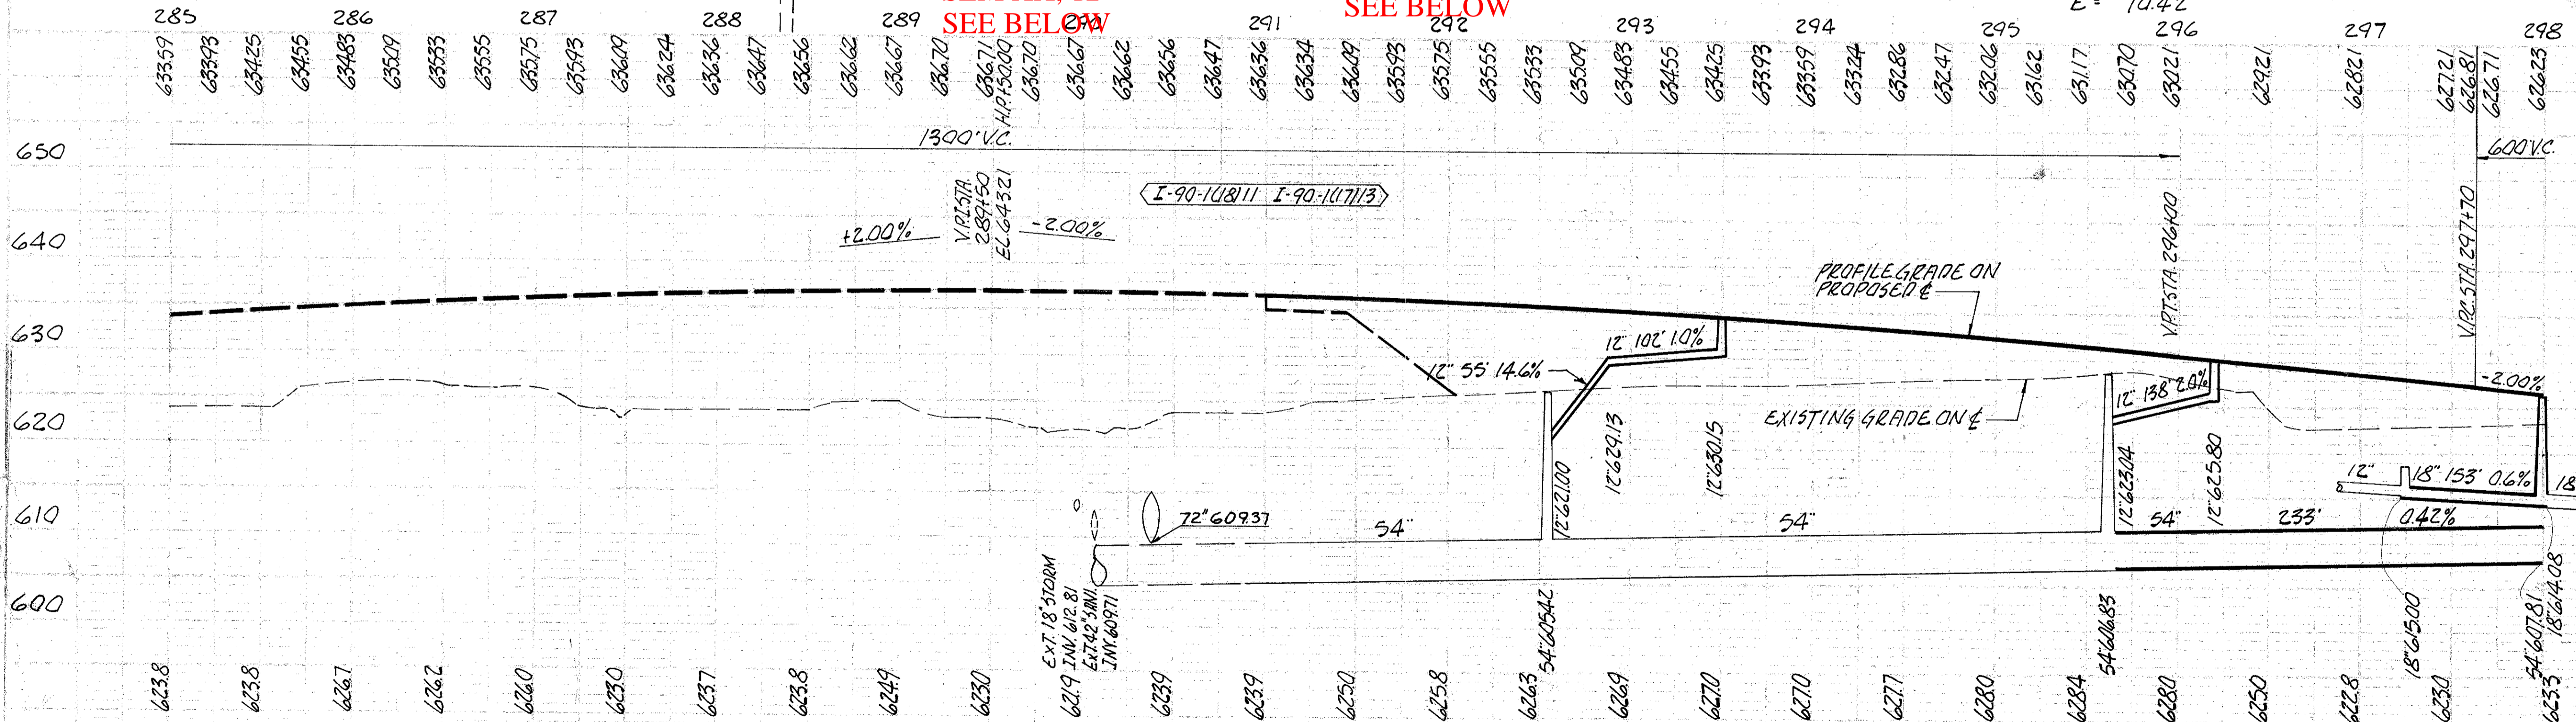 SEE BELOW
SEE BELOW
E = 70.42
285 286 287 288 289 290 291 292 293 294 295 296 297 298
633.59 633.93 634.25 634.55 634.83 635.09 635.33 635.55 635.75 635.93 636.09 636.24 636.36 636.47 636.56 636.62 636.67 636.70 636.71 H.P.+50.00 636.70 636.67 636.62 636.56 636.47 636.36 636.34 636.09 635.93 635.75 635.55 635.33 635.09 634.83 634.55 634.25 633.93 633.59 633.24 632.86 632.47 632.06 631.62 631.17 630.70 630.21 629.21 628.21 627.21 626.81 626.71 626.23
1300' V.C.
600' V.C.
650
I-90-1(18)11 I-90-1(17)13
V.P.I. STA.
289+50
EL. 643.21
+2.00%
-2.00%
640
V.P.T. STA. 296+00
V.P.C. STA. 297+70
PROFILE GRADE ON
PROPOSED ℄
630
12" 102' 1.0%
12" 55' 14.6%
-2.00%
12" 138' 2.0%
EXISTING GRADE ON ℄
620
12" 621.00
12" 629.13
12" 630.15
12" 623.04
12" 625.80
12"
18" 153' 0.6%
18
610
72" 609.37
54"
54"
54" 233' 0.42%
600
EXT. 18" STORM
INV. 612.81
EXT. 42" SANI.
INV. 609.71
54" 605.42
54" 606.83
18" 615.00
54" 607.81
18" 614.08
623.8 623.8 626.7 626.2 626.0 623.0 623.7 623.8 624.9 623.0 621.9 623.9 623.9 625.0 625.8 626.3 626.9 627.0 627.0 627.7 628.0 628.4 628.0 625.0 622.8 623.0 623.3